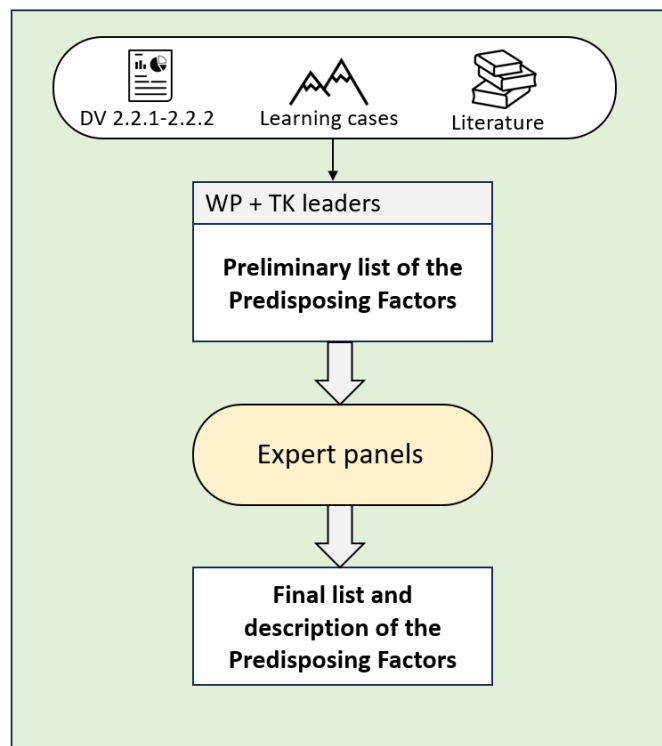 DV 2.2.1-2.2.2
Learning cases
Literature
WP + TK leaders
Preliminary list of the
Predisposing Factors
Expert panels
Final list and
description of the
Predisposing Factors